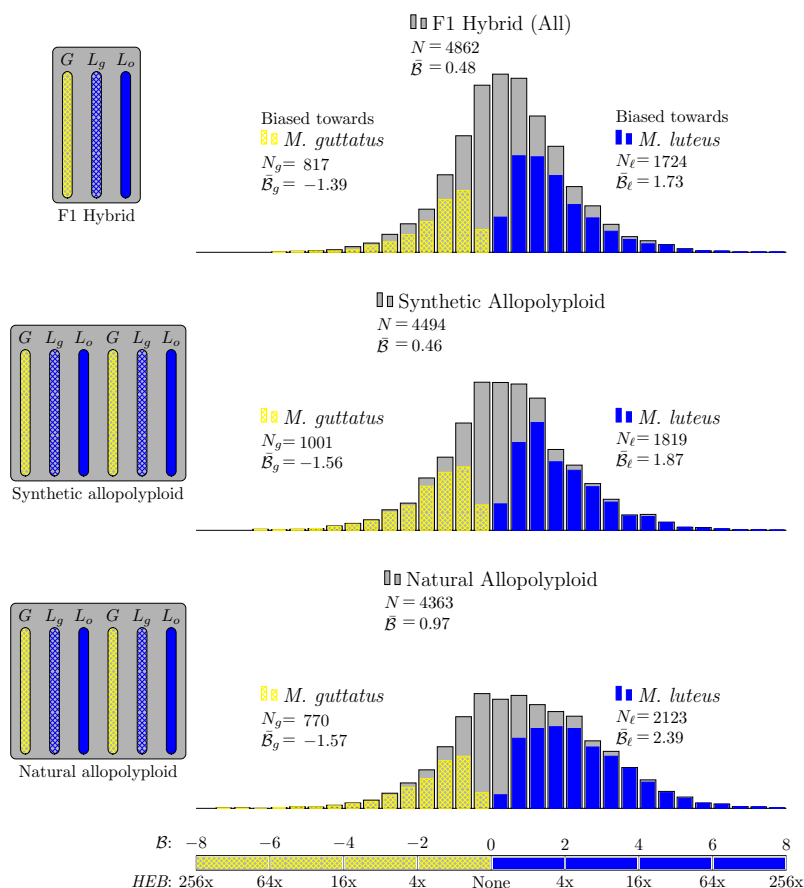 F1 Hybrid (All)
N = 4862
B̄ = 0.48
G L_g L_o
F1 Hybrid
Biased towards
M. guttatus
N_g = 817
B̄_g = −1.39
Biased towards
M. luteus
N_ℓ = 1724
B̄_ℓ = 1.73
Synthetic Allopolyploid
N = 4494
B̄ = 0.46
G L_g L_o G L_g L_o
Synthetic allopolyploid
M. guttatus
N_g = 1001
B̄_g = −1.56
M. luteus
N_ℓ = 1819
B̄_ℓ = 1.87
Natural Allopolyploid
N = 4363
B̄ = 0.97
G L_g L_o G L_g L_o
Natural allopolyploid
M. guttatus
N_g = 770
B̄_g = −1.57
M. luteus
N_ℓ = 2123
B̄_ℓ = 2.39
B: −8 −6 −4 −2 0 2 4 6 8
HEB: 256x 64x 16x 4x None 4x 16x 64x 256x